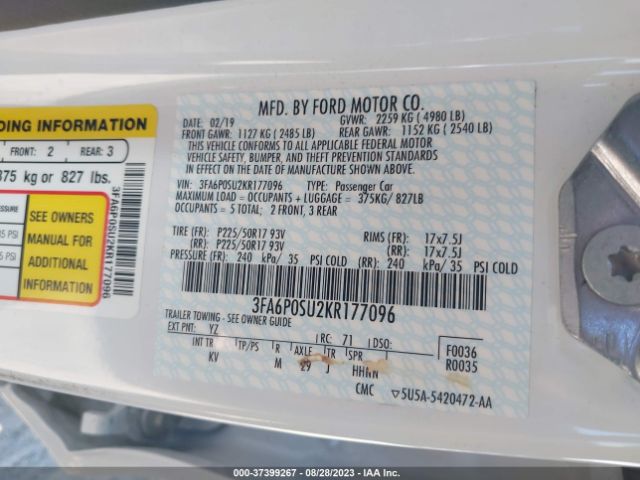 DING INFORMATION
FRONT: 2 REAR: 3
375 kg or 827 lbs.
SEE OWNERS
MANUAL FOR
ADDITIONAL
INFORMATION
3FA6P0SU2KR177096
MFD. BY FORD MOTOR CO.
DATE: 02/19 GVWR: 2259 KG ( 4980 LB)
FRONT GAWR: 1127 KG ( 2485 LB) REAR GAWR: 1152 KG ( 2540 LB)
THIS VEHICLE CONFORMS TO ALL APPLICABLE FEDERAL MOTOR
VEHICLE SAFETY, BUMPER, AND THEFT PREVENTION STANDARDS
IN EFFECT ON THE DATE OF MANUFACTURE SHOWN ABOVE.
VIN: 3FA6P0SU2KR177096 TYPE: Passenger Car
MAXIMUM LOAD = OCCUPANTS + LUGGAGE = 375KG/ 827LB
OCCUPANTS = 5 TOTAL; 2 FRONT, 3 REAR
TIRE (FR): P225/50R17 93V RIMS (FR): 17x7.5J
(RR): P225/50R17 93V (RR): 17x7.5J
PRESSURE (FR): 240 kPa/ 35 PSI COLD (RR): 240 kPa/ 35 PSI COLD
3FA6P0SU2KR177096
TRAILER TOWING - SEE OWNER GUIDE
EXT PNT: YZ RC: 71 DSO: F0036
INT TR TP/PS R AXLE TR SPR R0035
KV M 29 J HHNN
CMC ▽5U5A-5420472-AA
IAA - 37399267 - 08/28/2023 - COPYRIGHT IAA, LLC